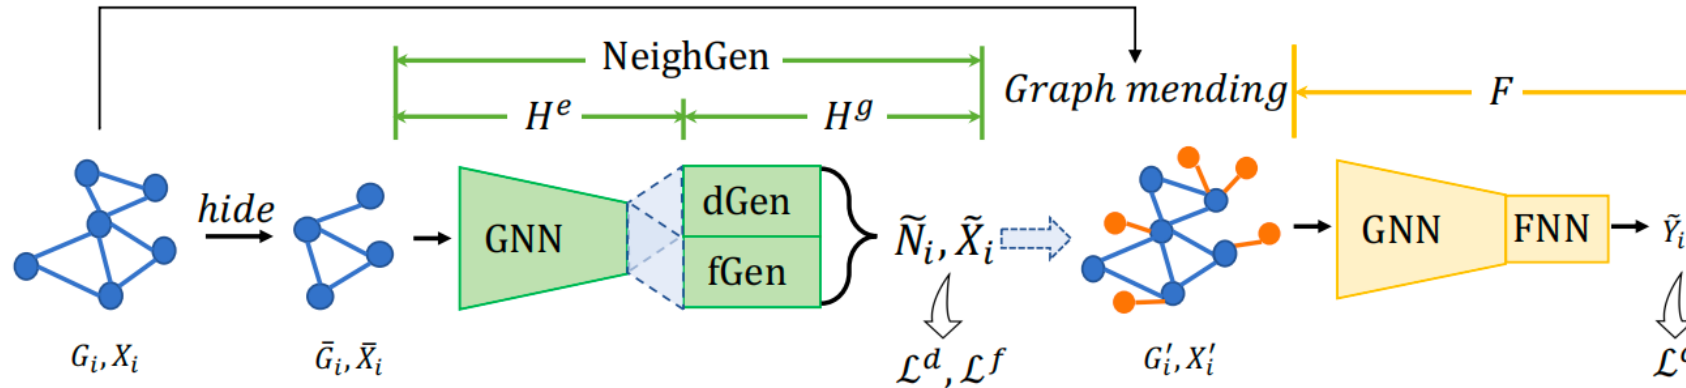 NeighGen
Graph mending
F
H^e
H^g
hide
GNN
dGen
fGen
Ñ_i, X̃_i
GNN
FNN
Ỹ_i
G_i, X_i
Ḡ_i, X̄_i
ℒ^d, ℒ^f
G'_i, X'_i
ℒ